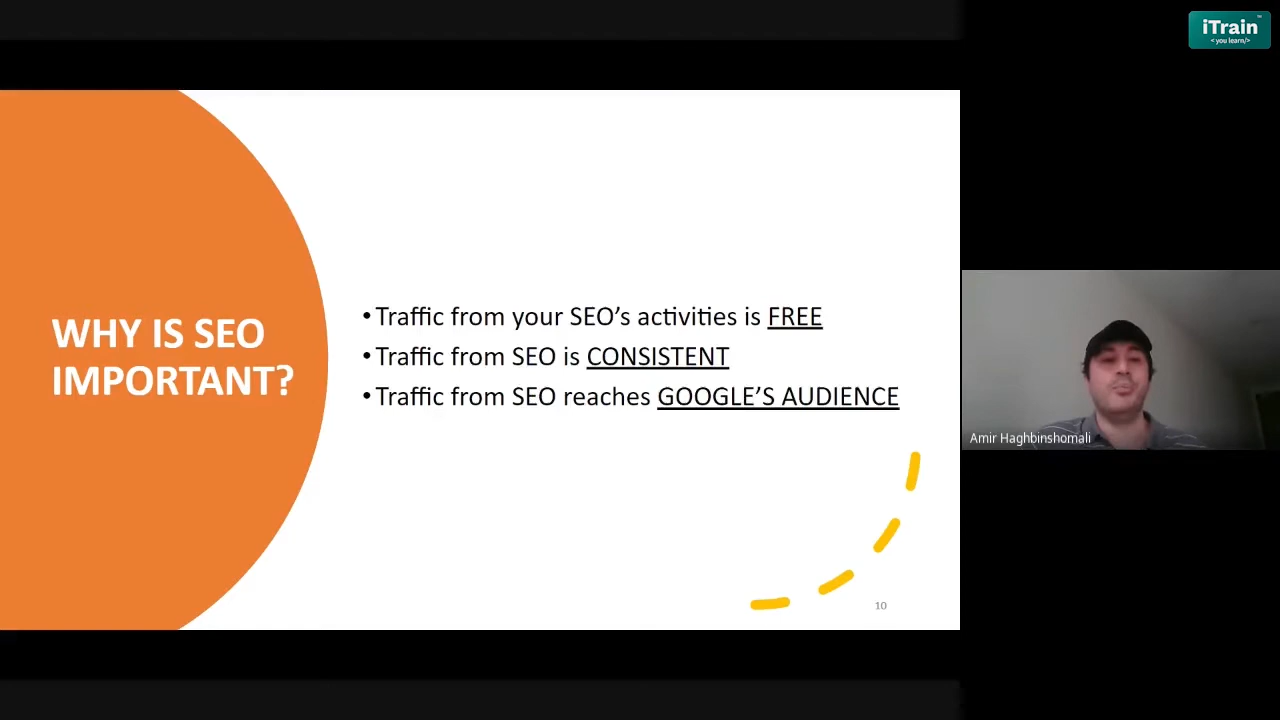 iTrain
< you learn/>
WHY IS SEO
IMPORTANT?
• Traffic from your SEO’s activities is FREE
• Traffic from SEO is CONSISTENT
• Traffic from SEO reaches GOOGLE’S AUDIENCE
10
Amir Haghbinshomali